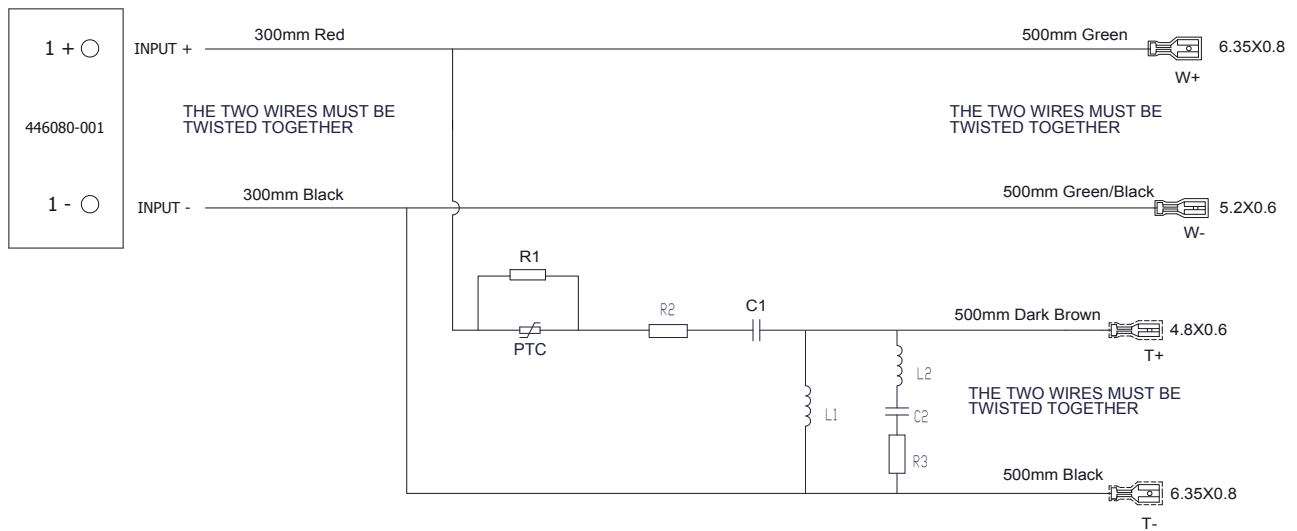 1 +
INPUT +
300mm Red
500mm Green
6.35X0.8
W+
446080-001
THE TWO WIRES MUST BE
TWISTED TOGETHER
THE TWO WIRES MUST BE
TWISTED TOGETHER
1 -
INPUT -
300mm Black
500mm Green/Black
5.2X0.6
W-
R1
R2
C1
PTC
500mm Dark Brown
4.8X0.6
T+
L1
L2
C2
R3
THE TWO WIRES MUST BE
TWISTED TOGETHER
500mm Black
6.35X0.8
T-